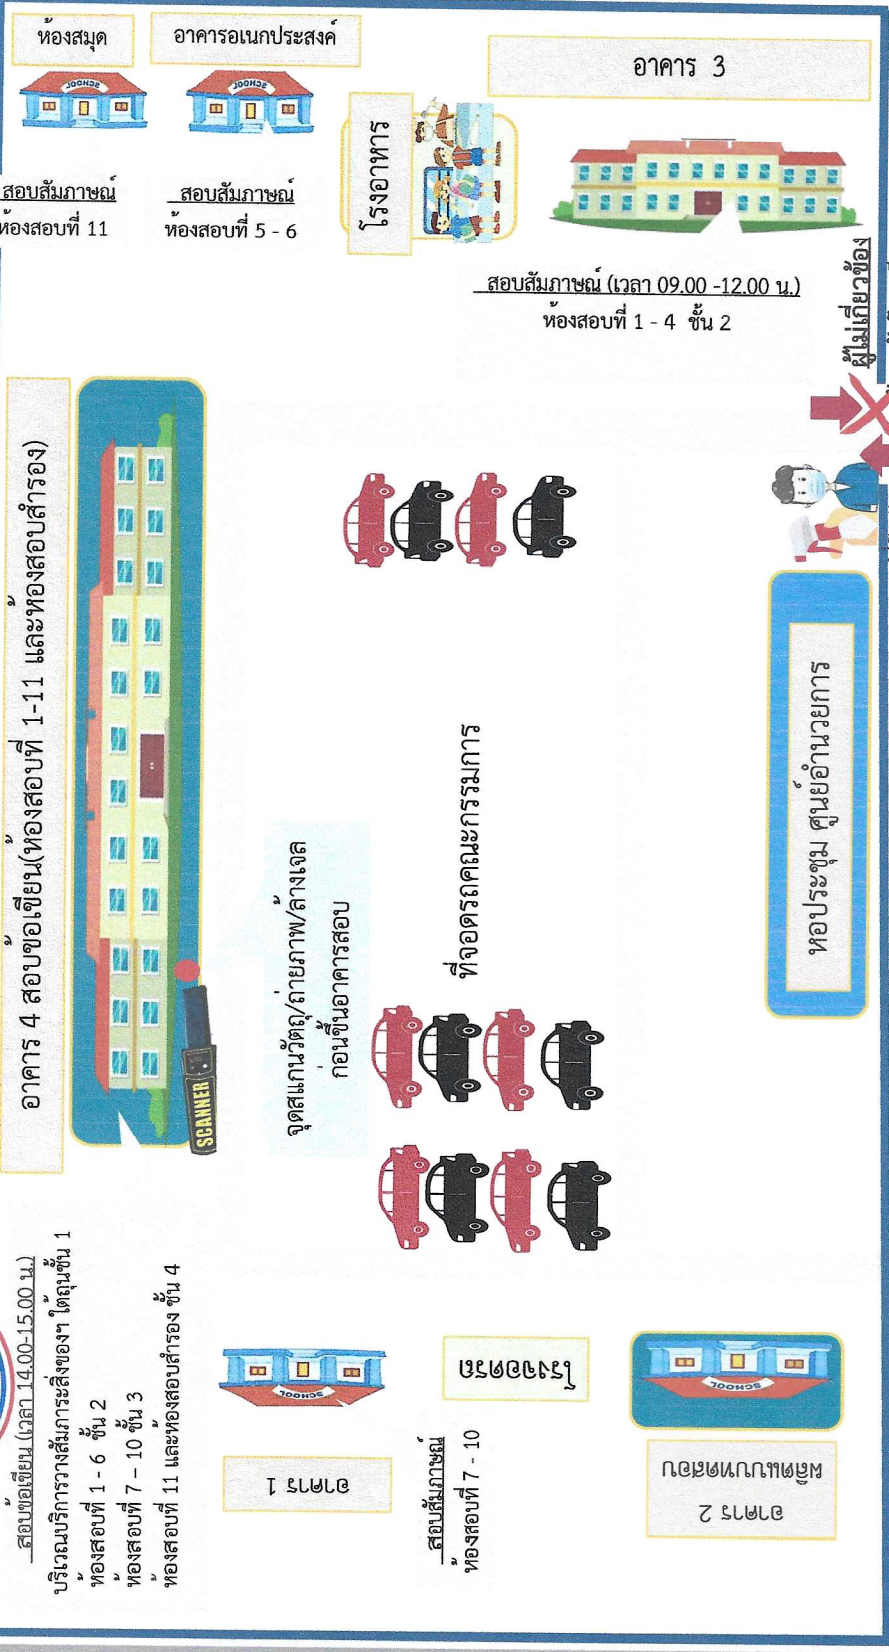 ห้องสมุด
อาคารอเนกประสงค์
อาคาร 3
SCHOOL
SCHOOL
โรงอาหาร
สอบสัมภาษณ์
ห้องสอบที่ 11
สอบสัมภาษณ์
ห้องสอบที่ 5 - 6
สอบสัมภาษณ์ (เวลา 09.00 -12.00 น.)
ห้องสอบที่ 1 - 4 ชั้น 2
ผู้ไม่เกี่ยวข้อง
อาคาร 4 สอบข้อเขียน(ห้องสอบที่ 1-11 และห้องสอบสำรอง)
SCANNER
จุดสแกนวัตถุ/ถ่ายภาพ/ล้างเจล
ก่อนขึ้นอาคารสอบ
ที่จอดรถคณะกรรมการ
หอประชุม ศูนย์อำนวยการ
สอบข้อเขียน (เวลา 14.00-15.00 น.)
บริเวณบริการวางสัมภาระสิ่งของฯ ใต้ถุนชั้น 1
ห้องสอบที่ 1 - 6 ชั้น 2
ห้องสอบที่ 7 – 10 ชั้น 3
ห้องสอบที่ 11 และห้องสอบสำรอง ชั้น 4
SCHOOL
อาคาร 1
โรงจอดรถ
สอบสัมภาษณ์
ห้องสอบที่ 7 - 10
SCHOOL
อาคาร 2
ผลิตแบบทดสอบ